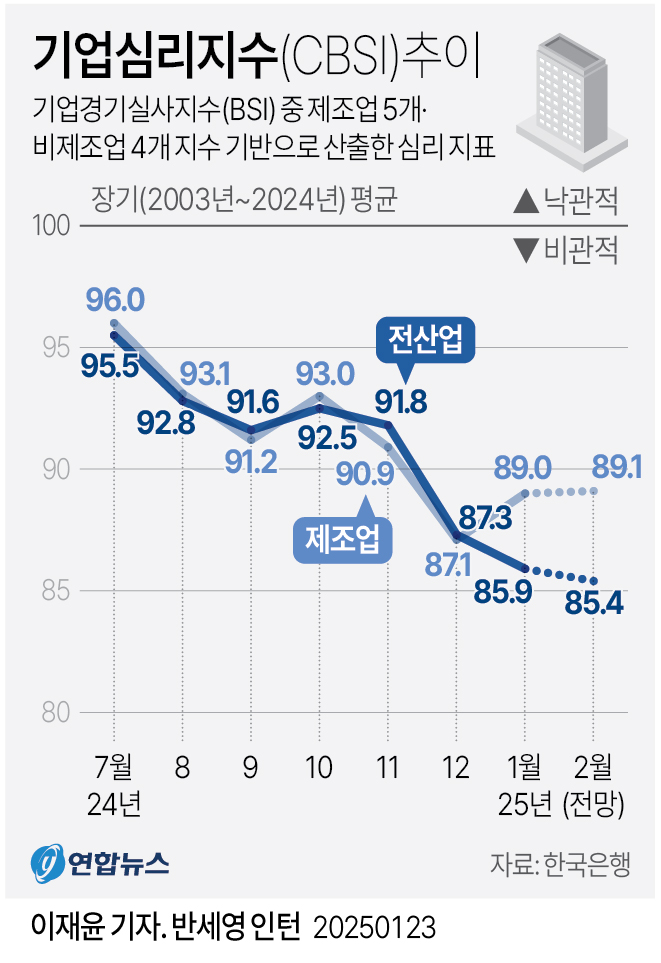 기업심리지수(CBSI)추이
기업경기실사지수(BSI) 중 제조업 5개·
비제조업 4개 지수 기반으로 산출한 심리 지표
장기(2003년~2024년) 평균
▲낙관적
100
▼비관적
96.0
전산업
95
95.5
93.1
91.6
93.0
91.8
92.8
92.5
91.2
90
90.9
89.0
89.1
제조업
87.3
87.1
85
85.9
85.4
80
7월 8 9 10 11 12 1월 2월
24년 25년 (전망)
연합뉴스
자료: 한국은행
이재윤 기자. 반세영 인턴 20250123